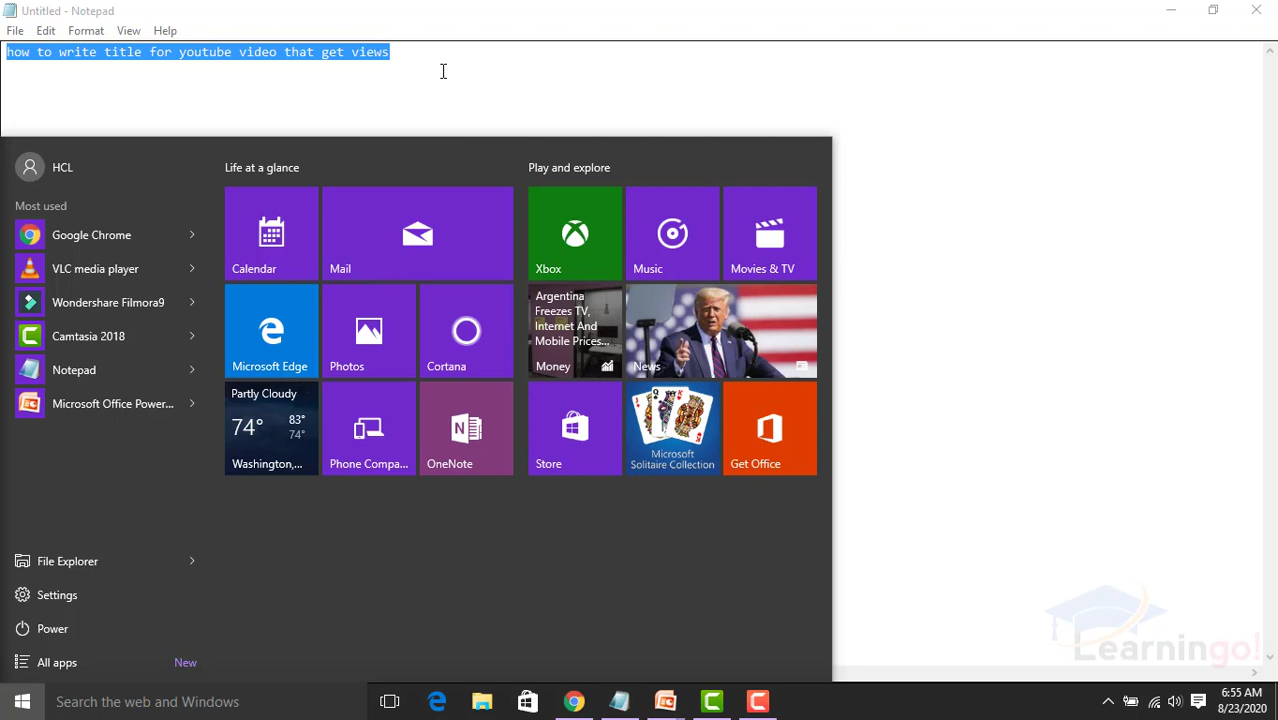 Untitled - Notepad
File Edit Format View Help
how to write title for youtube video that get views
HCL
Most used
Google Chrome
VLC media player
Wondershare Filmora9
Camtasia 2018
Notepad
Microsoft Office Power...
File Explorer
Settings
Power
All apps New
Life at a glance
Calendar
Mail
Microsoft Edge
Photos
Cortana
Partly Cloudy
74° 83°
74°
Washington,...
Phone Compa...
OneNote
Play and explore
Xbox
Music
Movies & TV
Argentina
Freezes TV,
Internet And
Mobile Prices...
Money
News
Store
Microsoft
Solitaire Collection
Get Office
Learningo!
Search the web and Windows
6:55 AM
8/23/2020